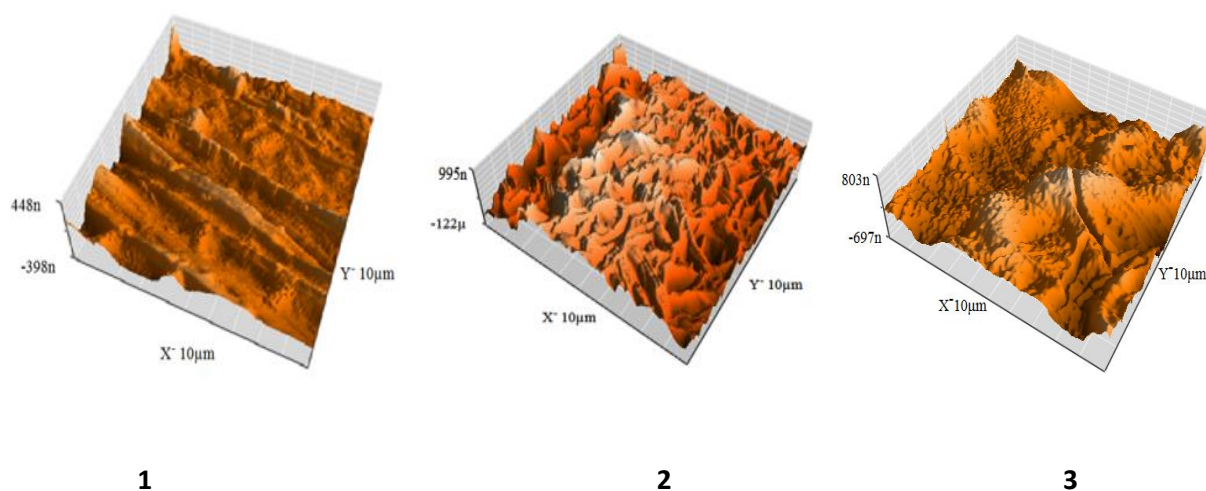 448n
-398n
X- 10µm
Y- 10µm
995n
-122µ
X- 10µm
Y- 10µm
803n
-697n
X-10µm
Y-10µm
1
2
3